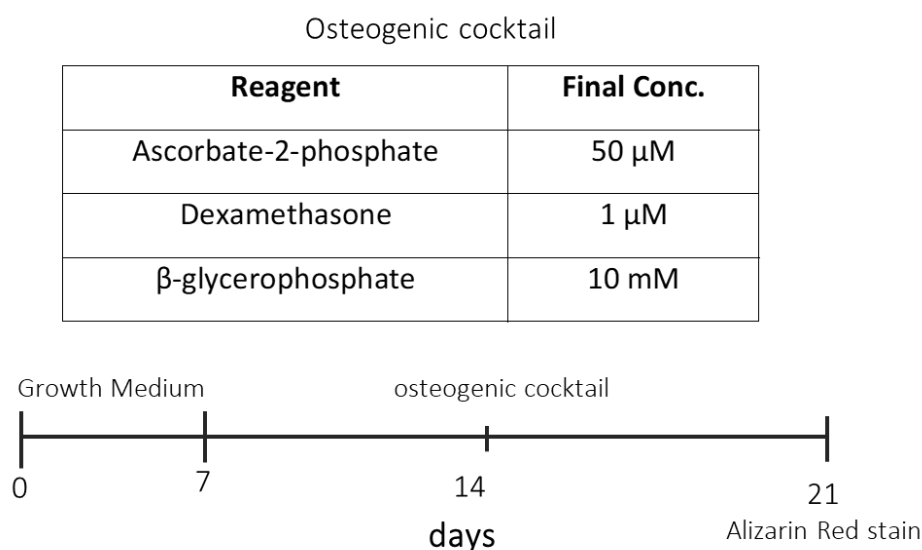 Osteogenic cocktail
Reagent Final Conc.
Ascorbate-2-phosphate 50 µM
Dexamethasone 1 µM
β-glycerophosphate 10 mM
Growth Medium osteogenic cocktail
0 7 14 21
days Alizarin Red stain